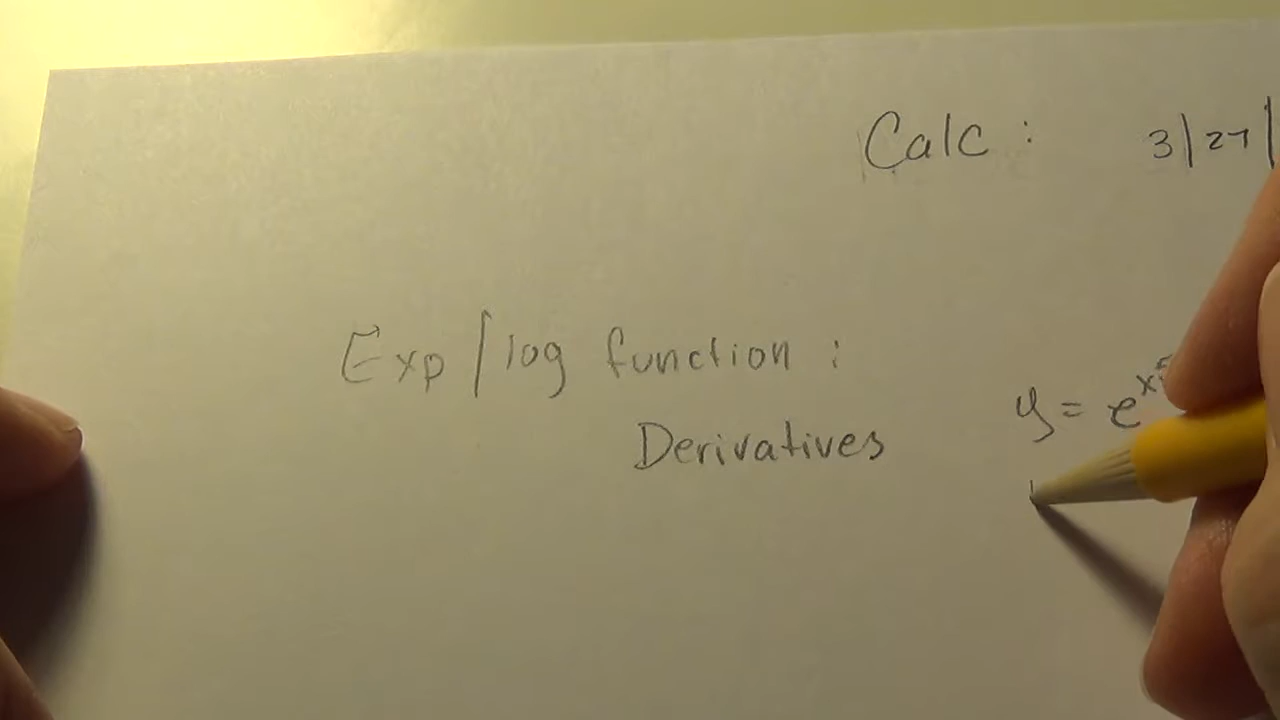 Calc : 3/27/
Exp/log function :
y = e^x
Derivatives